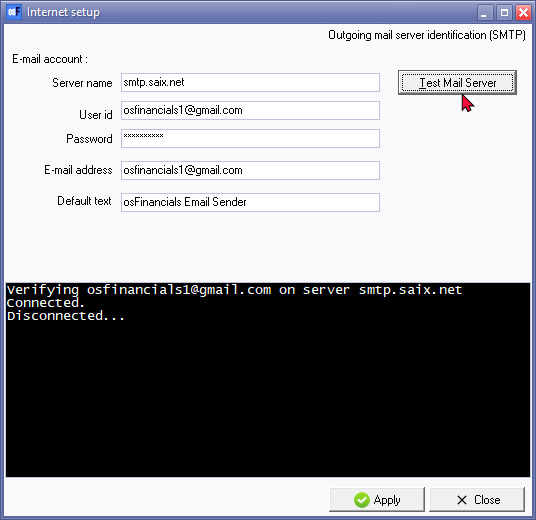 osF Internet setup
Outgoing mail server identification (SMTP)
E-mail account :
Server name smtp.saix.net Test Mail Server
User id osfinancials1@gmail.com
Password **********
E-mail address osfinancials1@gmail.com
Default text osFinancials Email Sender
Verifying osfinancials1@gmail.com on server smtp.saix.net
Connected.
Disconnected...
Apply Close